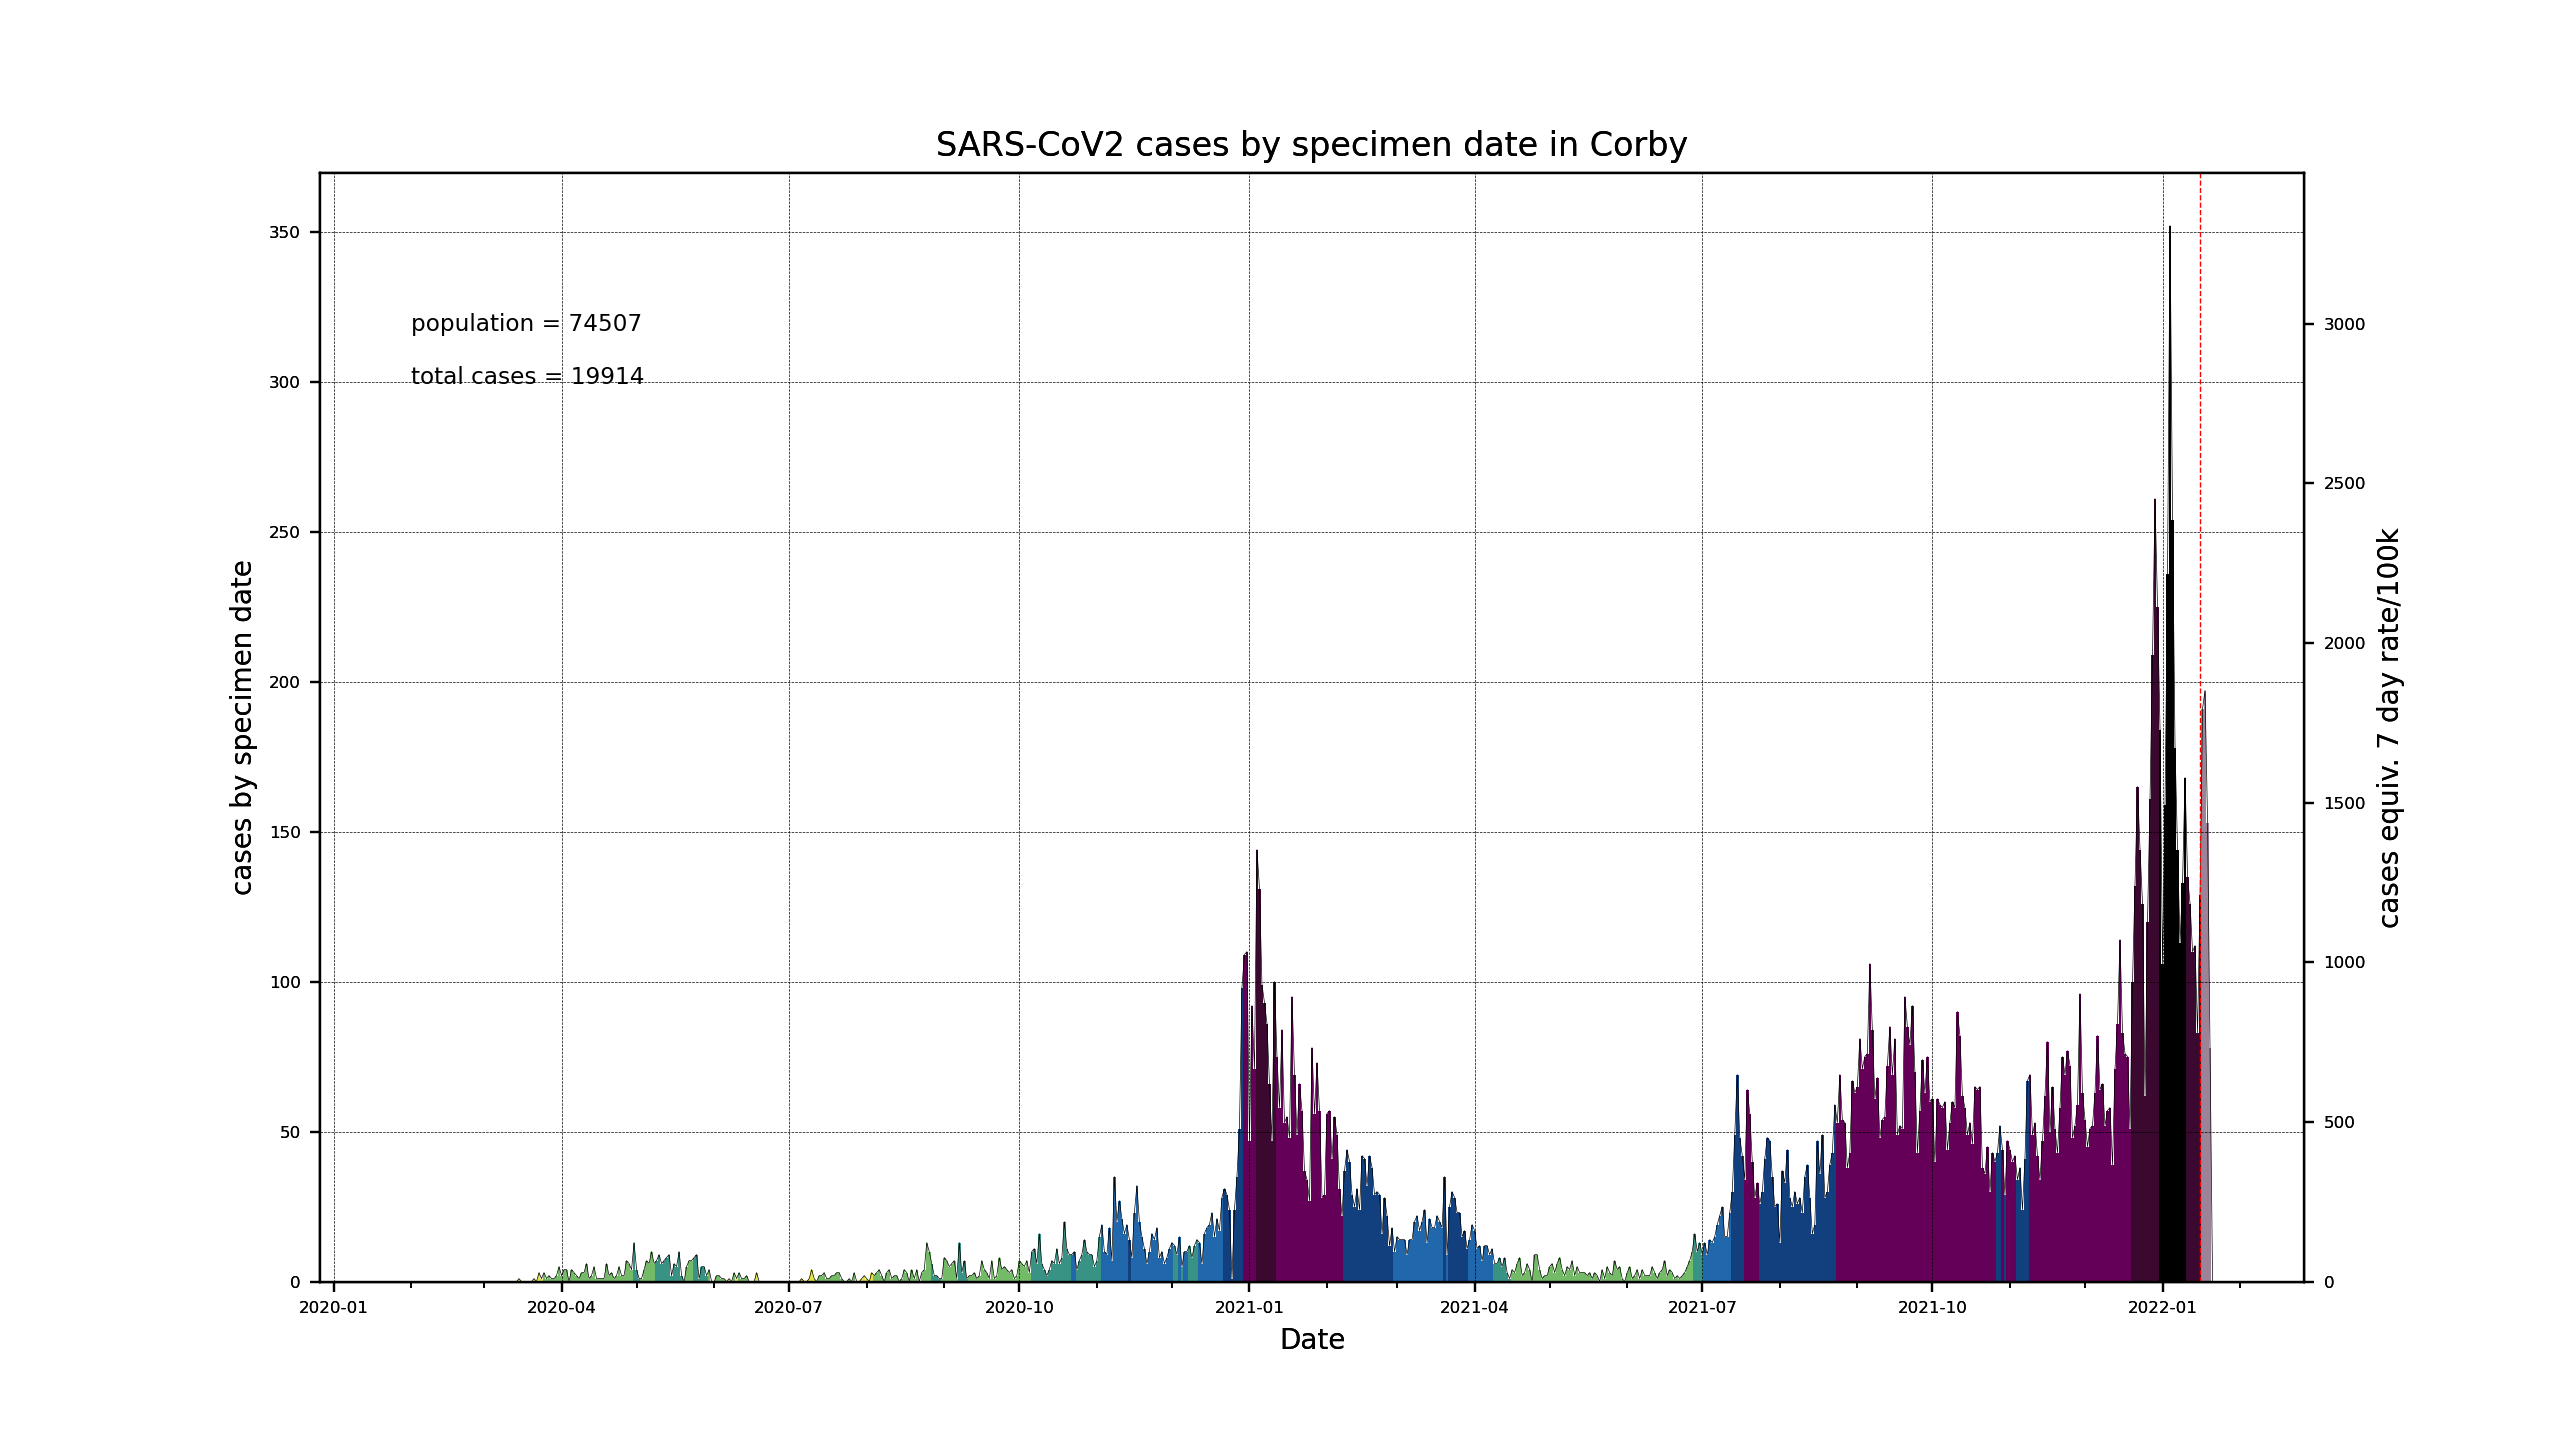 SARS-CoV2 cases by specimen date in Corby
population = 74507
total cases = 19914
cases by specimen date
350
300
250
200
150
100
50
0
3000
2500
2000
1500
1000
500
0
cases equiv. 7 day rate/100k
2020-01 2020-04 2020-07 2020-10 2021-01 2021-04 2021-07 2021-10 2022-01
Date